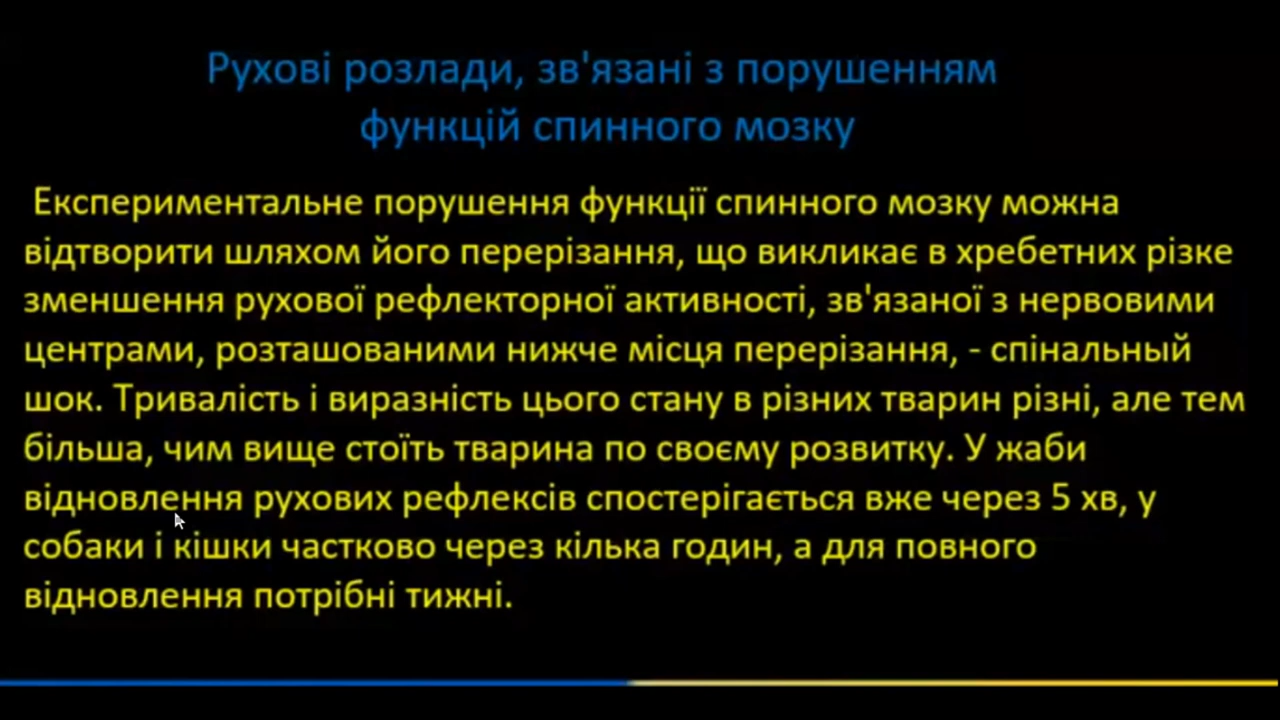 Рухові розлади, зв'язані з порушенням
функцій спинного мозку
Експериментальне порушення функції спинного мозку можна
відтворити шляхом його перерізання, що викликає в хребетних різке
зменшення рухової рефлекторної активності, зв'язаної з нервовими
центрами, розташованими нижче місця перерізання, - спінальный
шок. Тривалість і виразність цього стану в різних тварин різні, але тем
більша, чим вище стоїть тварина по своєму розвитку. У жаби
відновлення рухових рефлексів спостерігається вже через 5 хв, у
собаки і кішки частково через кілька годин, а для повного
відновлення потрібні тижні.